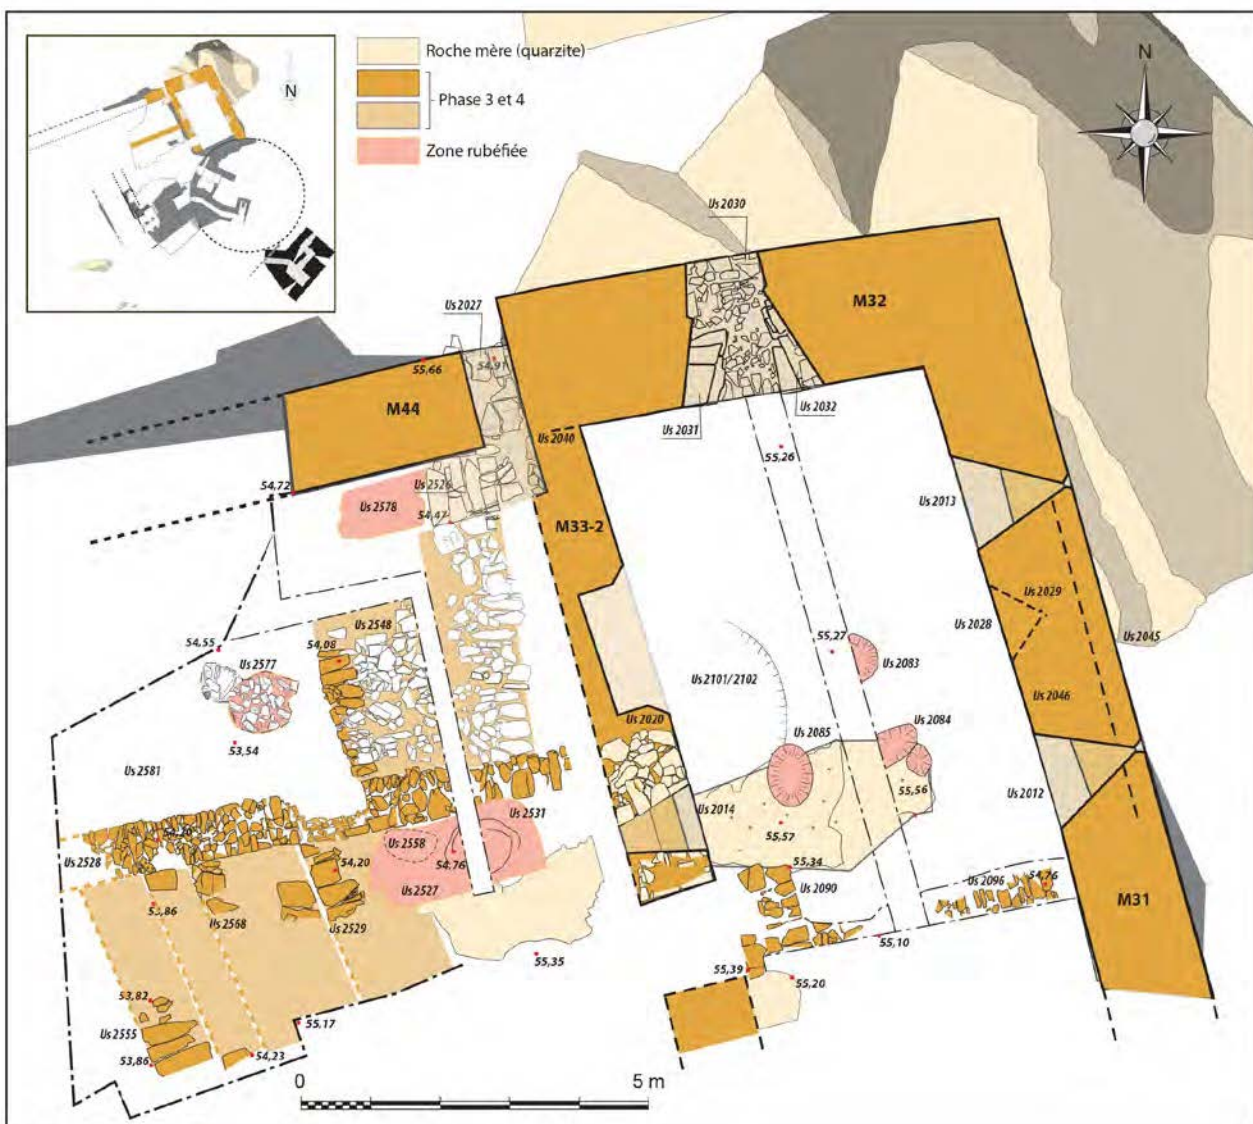 Roche mère (quarzite)
Phase 3 et 4
Zone rubéfiée
N
N
Us 2030
Us 2027
M32
55,66
54,91
M44
Us 2040
Us 2031
Us 2032
55,26
54,72
Us 2526
Us 2578
54,47
Us 2013
M33-2
Us 2029
Us 2548
54,55
54,08
55,27
Us 2028
Us 2045
Us 2577
Us 2083
Us 2101/2102
Us 2046
Us 2020
Us 2084
Us 2085
53,54
Us 2581
55,56
Us 2012
Us 2014
Us 2531
55,57
54,20
Us 2558
Us 2528
54,20
54,76
55,34
Us 2527
Us 2090
Us 2096
54,76
53,86
Us 2568
Us 2529
M31
55,10
55,35
55,39
55,20
53,82
55,17
Us 2555
53,86
54,23
0
5 m